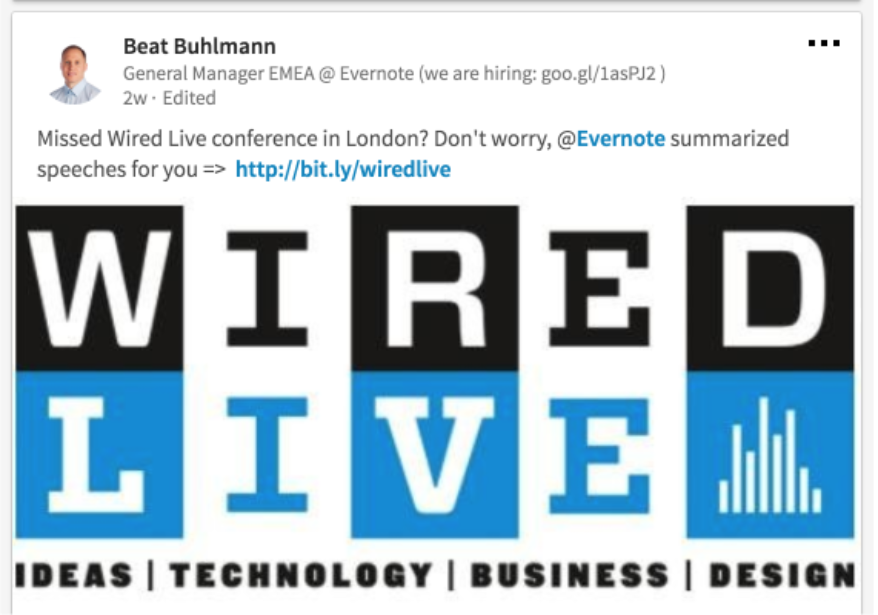 Beat Buhlmann
General Manager EMEA @ Evernote (we are hiring: goo.gl/1asPJ2 )
2w · Edited
Missed Wired Live conference in London? Don't worry, @Evernote summarized
speeches for you => http://bit.ly/wiredlive
WIRED
LIVE
IDEAS | TECHNOLOGY | BUSINESS | DESIGN